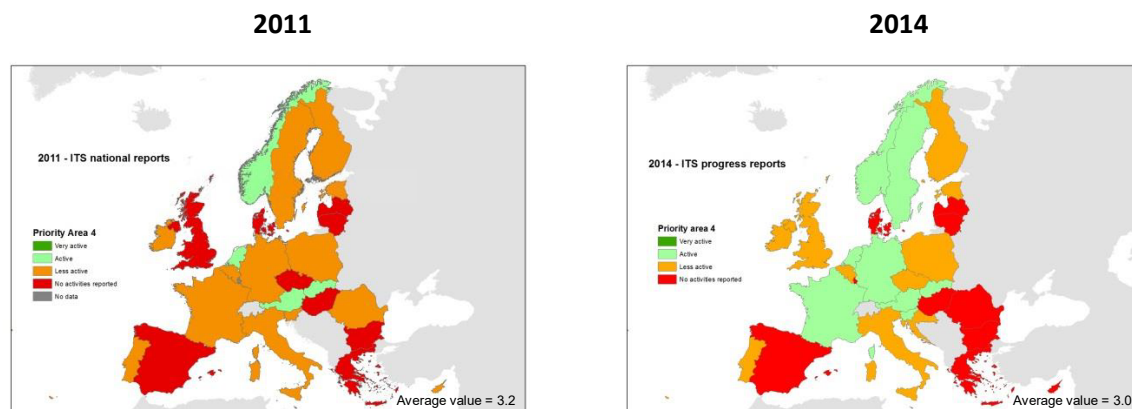 2011
2014
2011 - ITS national reports
Priority Area 4
Very active
Active
Less active
No activities reported
No data
Average value = 3.2
2014 - ITS progress reports
Priority Area 4
Very active
Active
Less active
No activities reported
Average value = 3.0